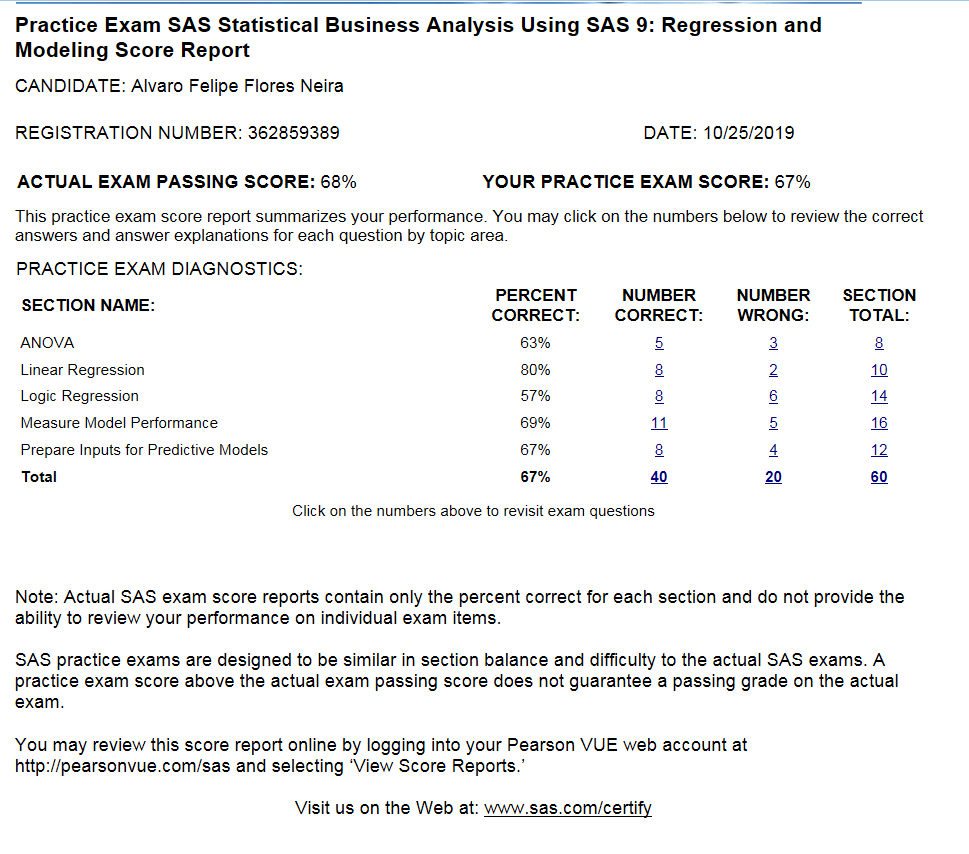 Practice Exam SAS Statistical Business Analysis Using SAS 9: Regression and
Modeling Score Report
CANDIDATE: Alvaro Felipe Flores Neira
REGISTRATION NUMBER: 362859389 DATE: 10/25/2019
ACTUAL EXAM PASSING SCORE: 68% YOUR PRACTICE EXAM SCORE: 67%
This practice exam score report summarizes your performance. You may click on the numbers below to review the correct
answers and answer explanations for each question by topic area.
PRACTICE EXAM DIAGNOSTICS:
SECTION NAME: PERCENT CORRECT: NUMBER CORRECT: NUMBER WRONG: SECTION TOTAL:
ANOVA 63% 5 3 8
Linear Regression 80% 8 2 10
Logic Regression 57% 8 6 14
Measure Model Performance 69% 11 5 16
Prepare Inputs for Predictive Models 67% 8 4 12
Total 67% 40 20 60
Click on the numbers above to revisit exam questions
Note: Actual SAS exam score reports contain only the percent correct for each section and do not provide the
ability to review your performance on individual exam items.
SAS practice exams are designed to be similar in section balance and difficulty to the actual SAS exams. A
practice exam score above the actual exam passing score does not guarantee a passing grade on the actual
exam.
You may review this score report online by logging into your Pearson VUE web account at
http://pearsonvue.com/sas and selecting ‘View Score Reports.’
Visit us on the Web at: www.sas.com/certify